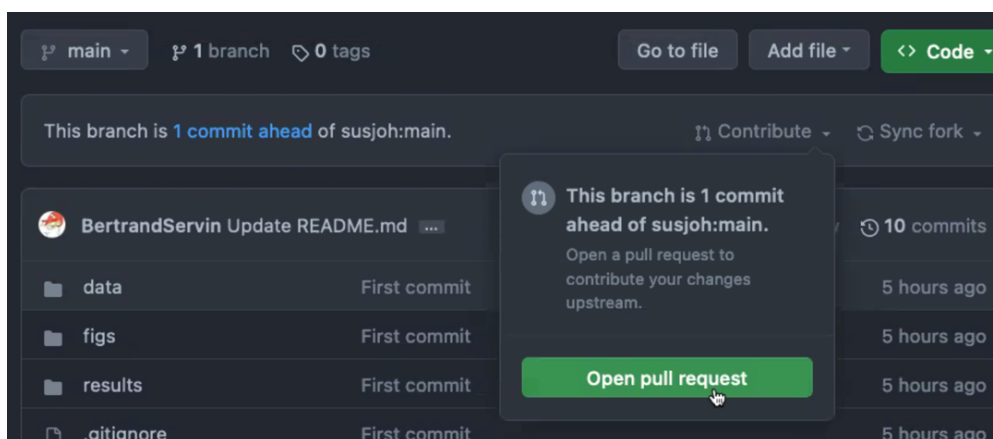 main 1 branch 0 tags Go to file Add file Code
This branch is 1 commit ahead of susjoh:main. Contribute Sync fork
This branch is 1 commit
ahead of susjoh:main.
Open a pull request to
contribute your changes
upstream.
Open pull request
BertrandServin Update README.md ... 10 commits
data First commit 5 hours ago
figs First commit 5 hours ago
results First commit 5 hours ago
.gitignore First commit 5 hours ago